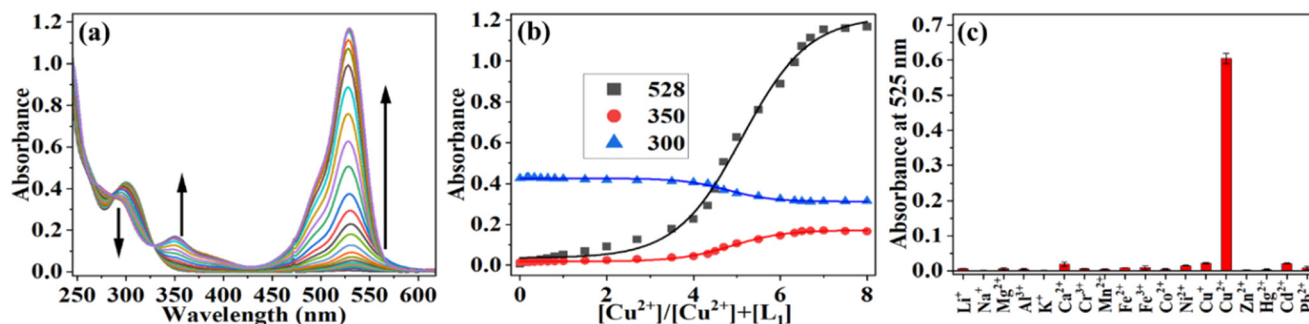 (a)
Absorbance
1.2
1.0
0.8
0.6
0.4
0.2
0.0
250 300 350 400 450 500 550 600
Wavelength (nm)
(b)
Absorbance
1.2
1.0
0.8
0.6
0.4
0.2
0.0
528
350
300
0 2 4 6 8
[Cu²⁺]/[Cu²⁺]+[L₁]
(c)
Absorbance at 525 nm
0.7
0.6
0.5
0.4
0.3
0.2
0.1
0.0
Li⁺ Na⁺ Mg²⁺ Al³⁺ K⁺ Ca²⁺ Cr³⁺ Mn²⁺ Fe²⁺ Fe³⁺ Co²⁺ Ni²⁺ Cu⁺ Cu²⁺ Zn²⁺ Hg²⁺ Cd²⁺ Pb²⁺